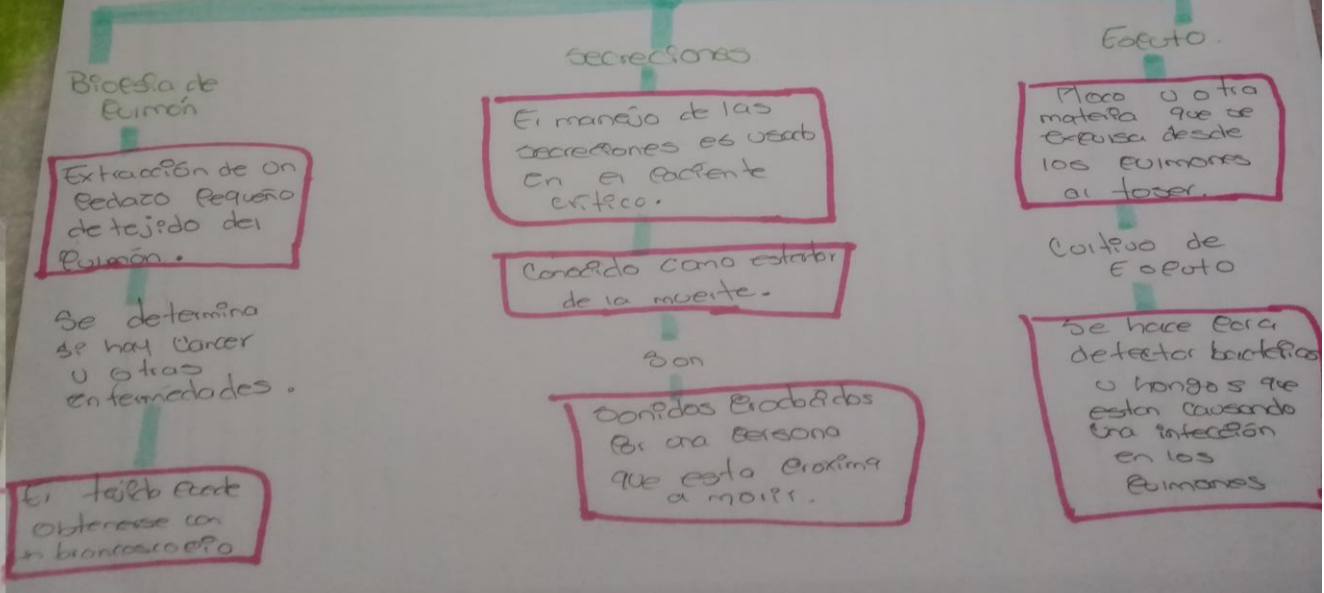 Biopsia de
Pulmón
Extracción de un
pedazo pequeño
de tejido del
pulmón.
Se determina
si hay cancer
u otras
enfermedades.
El tejido puede
obtenerse con
broncoscopio
secreciones
El manejo de las
secreciones es usado
en el paciente
crítico.
Conocido como estertor
de la muerte.
Son
Sonidos producidos
por una persona
que esta proxima
a morir.
Esputo.
Moco u otra
materia que se
expulsa desde
los pulmones
al toser.
Cultivo de
Esputo
Se hace para
detectar bacterias
u hongos que
estan causando
una infección
en los
pulmones